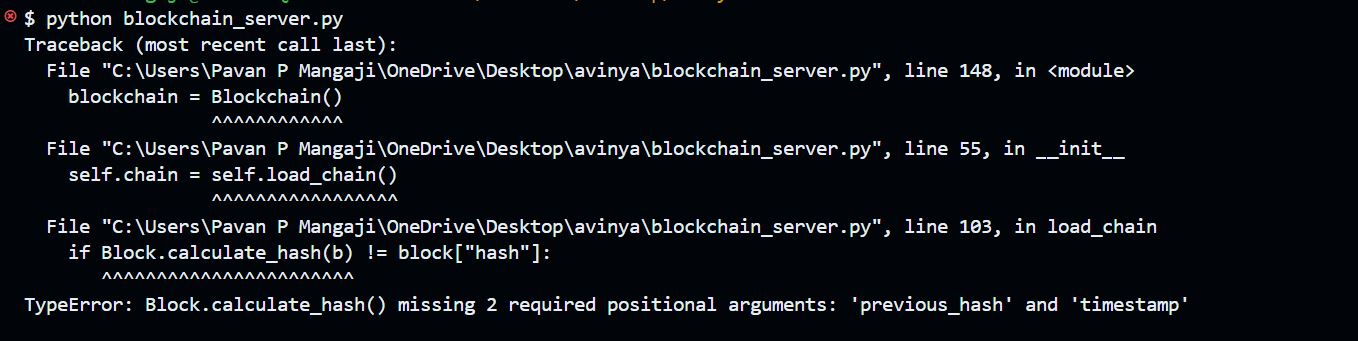 $ python blockchain_server.py
Traceback (most recent call last):
  File "C:\Users\Pavan P Mangaji\OneDrive\Desktop\avinya\blockchain_server.py", line 148, in <module>
    blockchain = Blockchain()
                 ^^^^^^^^^^^^
  File "C:\Users\Pavan P Mangaji\OneDrive\Desktop\avinya\blockchain_server.py", line 55, in __init__
    self.chain = self.load_chain()
                 ^^^^^^^^^^^^^^^^^
  File "C:\Users\Pavan P Mangaji\OneDrive\Desktop\avinya\blockchain_server.py", line 103, in load_chain
    if Block.calculate_hash(b) != block["hash"]:
       ^^^^^^^^^^^^^^^^^^^^^^^
TypeError: Block.calculate_hash() missing 2 required positional arguments: 'previous_hash' and 'timestamp'